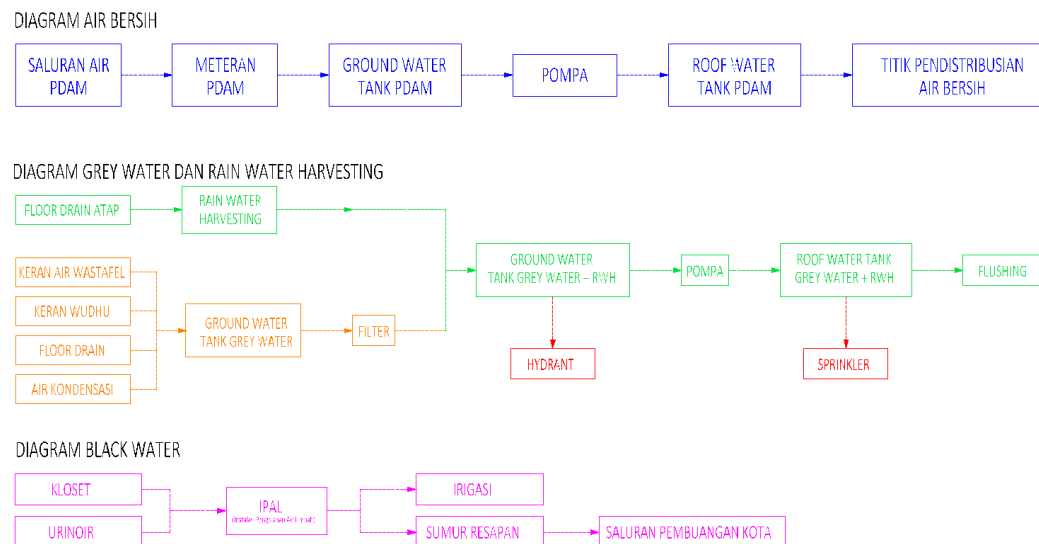 DIAGRAM AIR BERSIH
SALURAN AIR
PDAM
METERAN
PDAM
GROUND WATER
TANK PDAM
POMPA
ROOF WATER
TANK PDAM
TITIK PENDISTRIBUSIAN
AIR BERSIH
DIAGRAM GREY WATER DAN RAIN WATER HARVESTING
FLOOR DRAIN ATAP
RAIN WATER
HARVESTING
KERAN AIR WASTAFEL
KERAN WUDHU
FLOOR DRAIN
AIR KONDENSASI
GROUND WATER
TANK GREY WATER
FILTER
GROUND WATER
TANK GREY WATER – RWH
POMPA
ROOF WATER TANK
GREY WATER + RWH
FLUSHING
HYDRANT
SPRINKLER
DIAGRAM BLACK WATER
KLOSET
URINOIR
IPAL
IRIGASI
SUMUR RESAPAN
SALURAN PEMBUANGAN KOTA